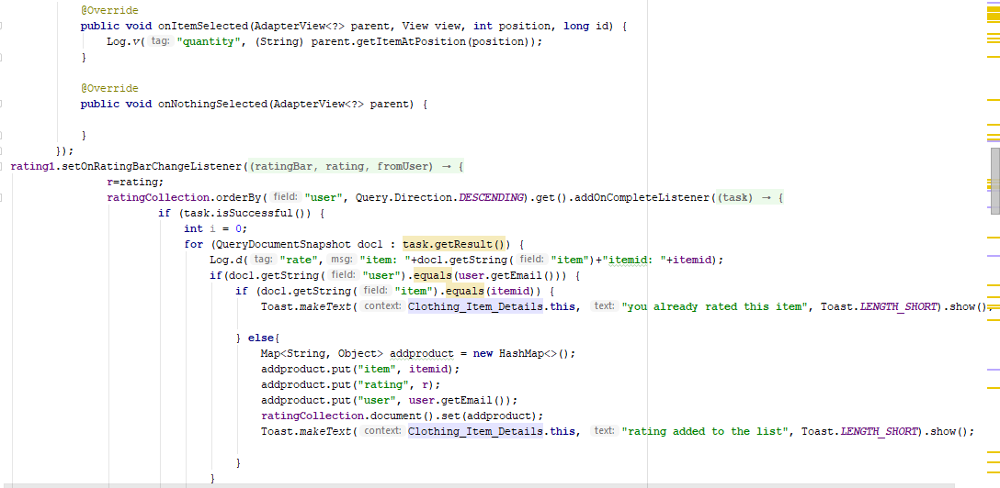 @Override
public void onItemSelected(AdapterView<?> parent, View view, int position, long id) {
Log.v( tag: "quantity", (String) parent.getItemAtPosition(position));
}
@Override
public void onNothingSelected(AdapterView<?> parent) {
}
});
rating1.setOnRatingBarChangeListener((ratingBar, rating, fromUser) → {
r=rating;
ratingCollection.orderBy( field: "user", Query.Direction.DESCENDING).get().addOnCompleteListener((task) → {
if (task.isSuccessful()) {
int i = 0;
for (QueryDocumentSnapshot docl : task.getResult()) {
Log.d( tag: "rate", msg: "item: "+docl.getString( field: "item")+"itemid: "+itemid);
if(docl.getString( field: "user").equals(user.getEmail())) {
if (docl.getString( field: "item").equals(itemid)) {
Toast.makeText( context: Clothing_Item_Details.this, text: "you already rated this item", Toast.LENGTH_SHORT).show();
} else{
Map<String, Object> addproduct = new HashMap<>();
addproduct.put("item", itemid);
addproduct.put("rating", r);
addproduct.put("user", user.getEmail());
ratingCollection.document().set(addproduct);
Toast.makeText( context: Clothing_Item_Details.this, text: "rating added to the list", Toast.LENGTH_SHORT).show();
}
}